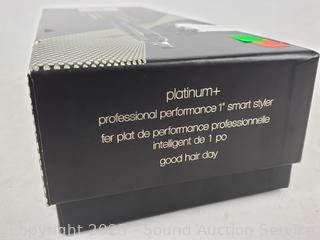 platinum+
professional performance 1" smart styler
fer plat de performance professionnelle
intelligent de 1 po
good hair day
Copyright 2023 - Sound Auction Service